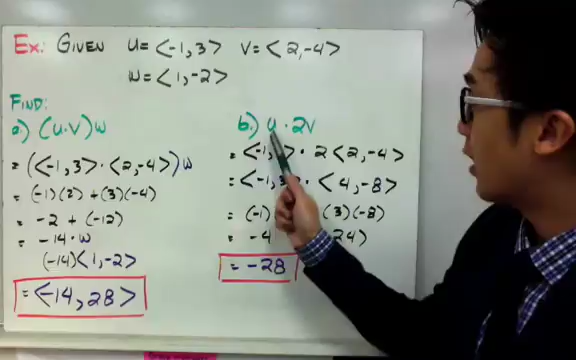 Ex: GIVEN u = <-1, 3> v = <2, -4>
w = <1, -2>
FIND:
a.) (u·v)w
= (<-1, 3> · <2, -4>)w
= (-1)(2) + (3)(-4)
= -2 + (-12)
= -14·w
(-14)<1, -2>
= <-14, 28>
b.) u · 2v
= <-1, > · 2<2, -4>
= <-1, 3 · <4, -8>
= (-1) (3)(-8)
= -4 24)
= -28